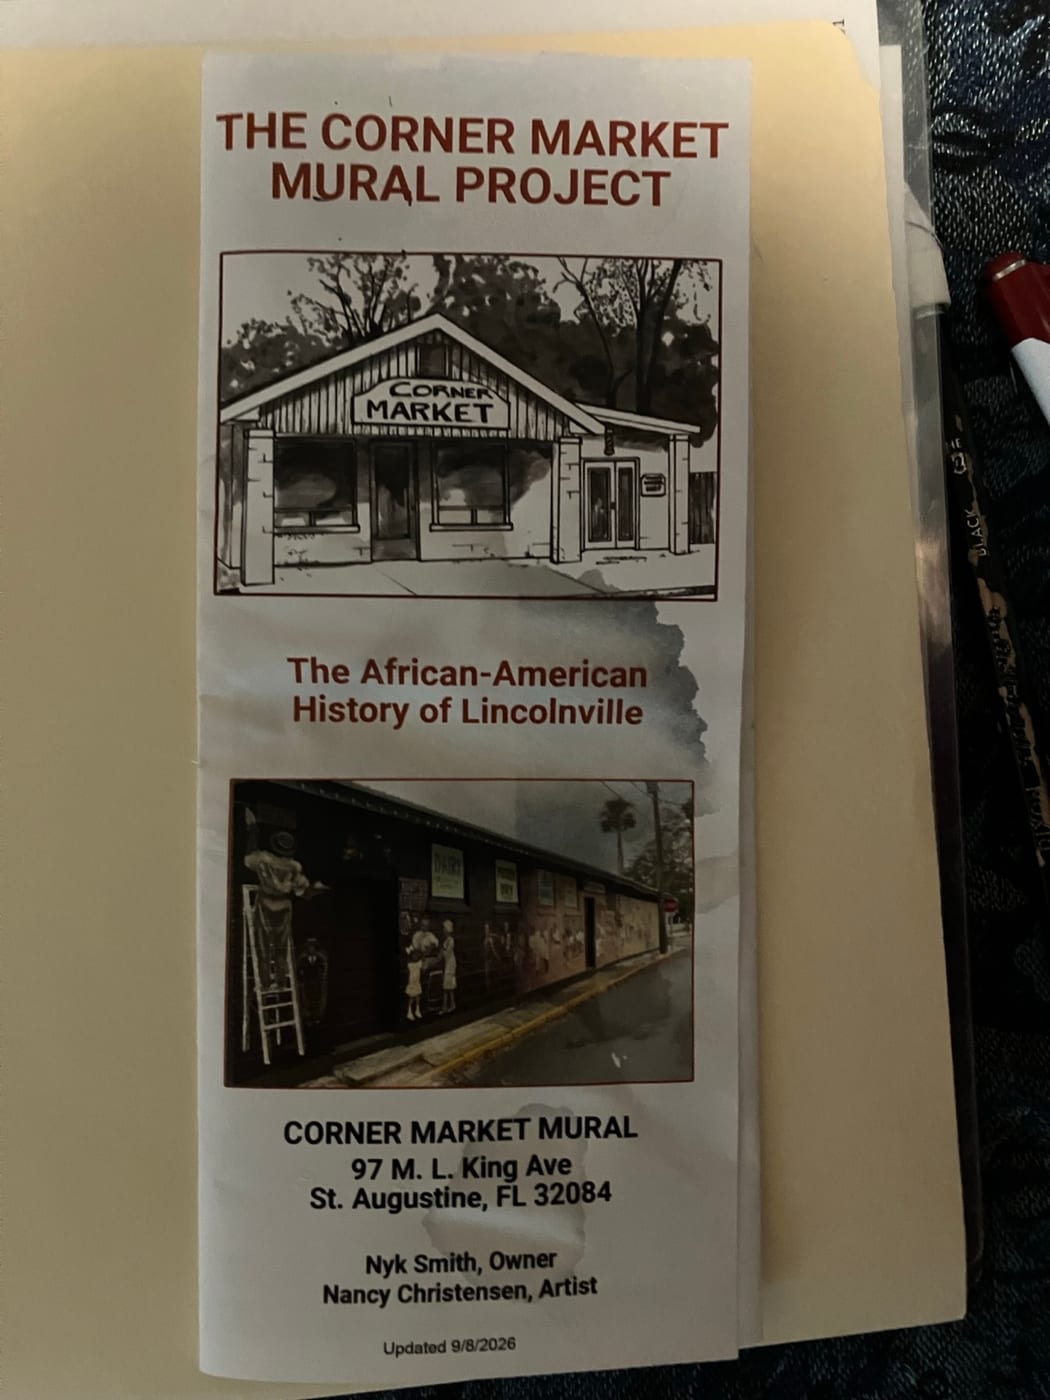 THE CORNER MARKET
MURAL PROJECT
CORNER
MARKET
The African-American
History of Lincolnville
CORNER MARKET MURAL
97 M. L. King Ave
St. Augustine, FL 32084
Nyk Smith, Owner
Nancy Christensen, Artist
Updated 9/8/2026
BLACK